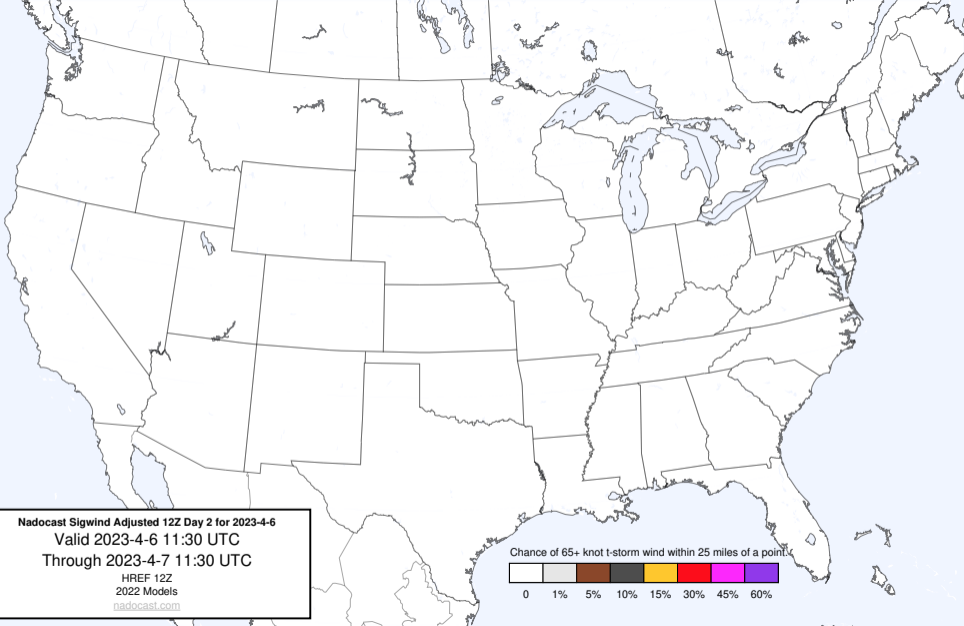 Nadocast Sigwind Adjusted 12Z Day 2 for 2023-4-6
Valid 2023-4-6 11:30 UTC
Through 2023-4-7 11:30 UTC
HREF 12Z
2022 Models
nadocast.com
Chance of 65+ knot t-storm wind within 25 miles of a point.
0 1% 5% 10% 15% 30% 45% 60%